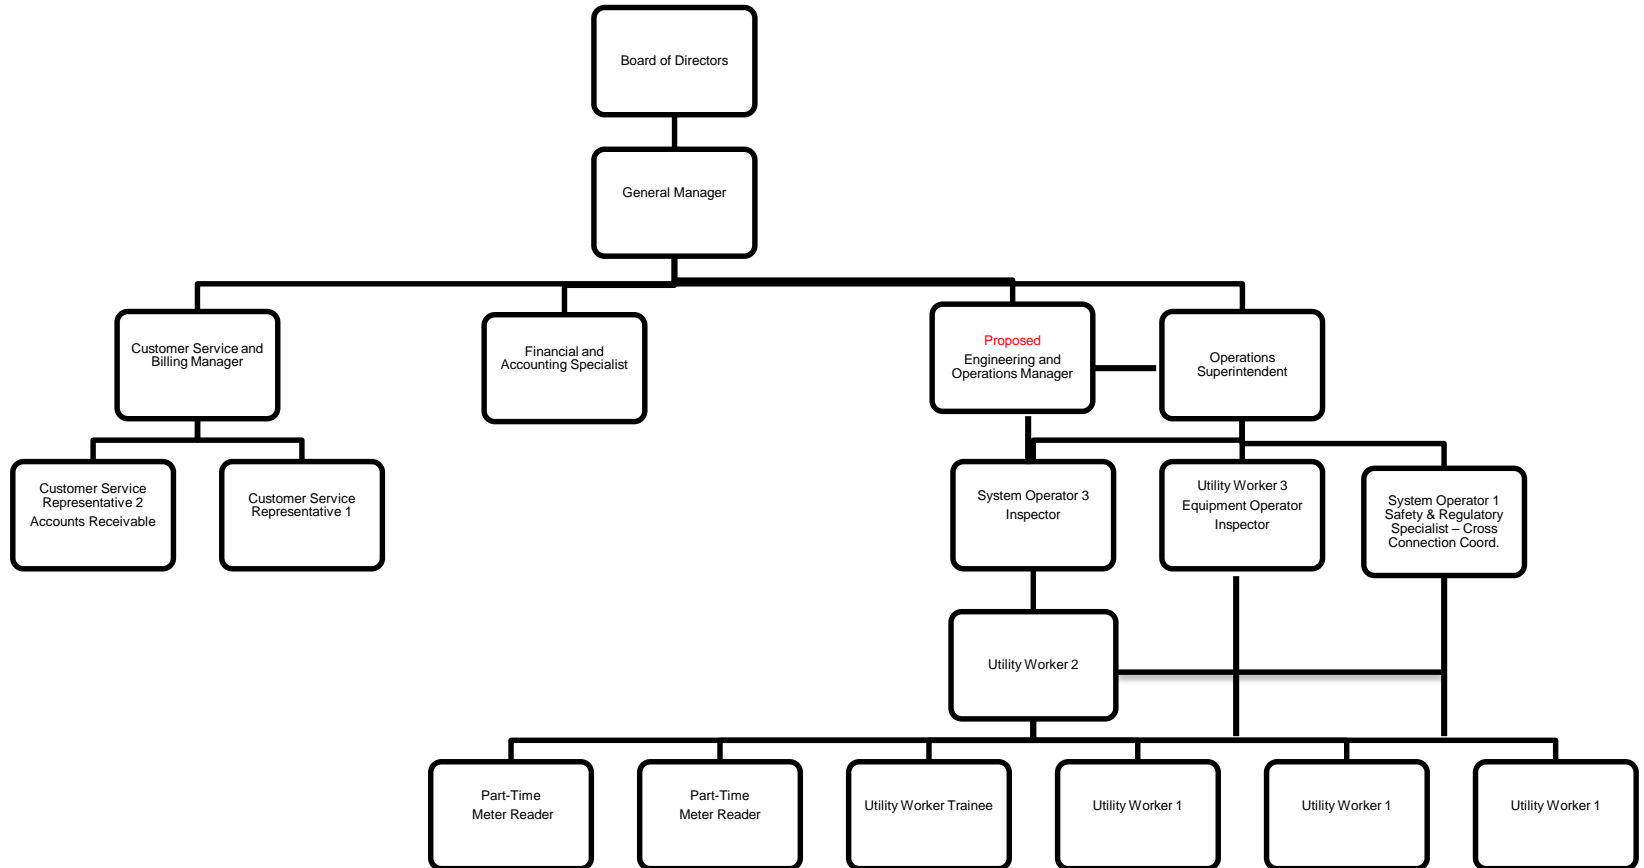 Board of Directors
General Manager
Customer Service and
Billing Manager
Financial and
Accounting Specialist
Proposed
Engineering and
Operations Manager
Operations
Superintendent
Customer Service
Representative 2
Accounts Receivable
Customer Service
Representative 1
System Operator 3
Inspector
Utility Worker 3
Equipment Operator
Inspector
System Operator 1
Safety & Regulatory
Specialist – Cross
Connection Coord.
Utility Worker 2
Part-Time
Meter Reader
Part-Time
Meter Reader
Utility Worker Trainee
Utility Worker 1
Utility Worker 1
Utility Worker 1